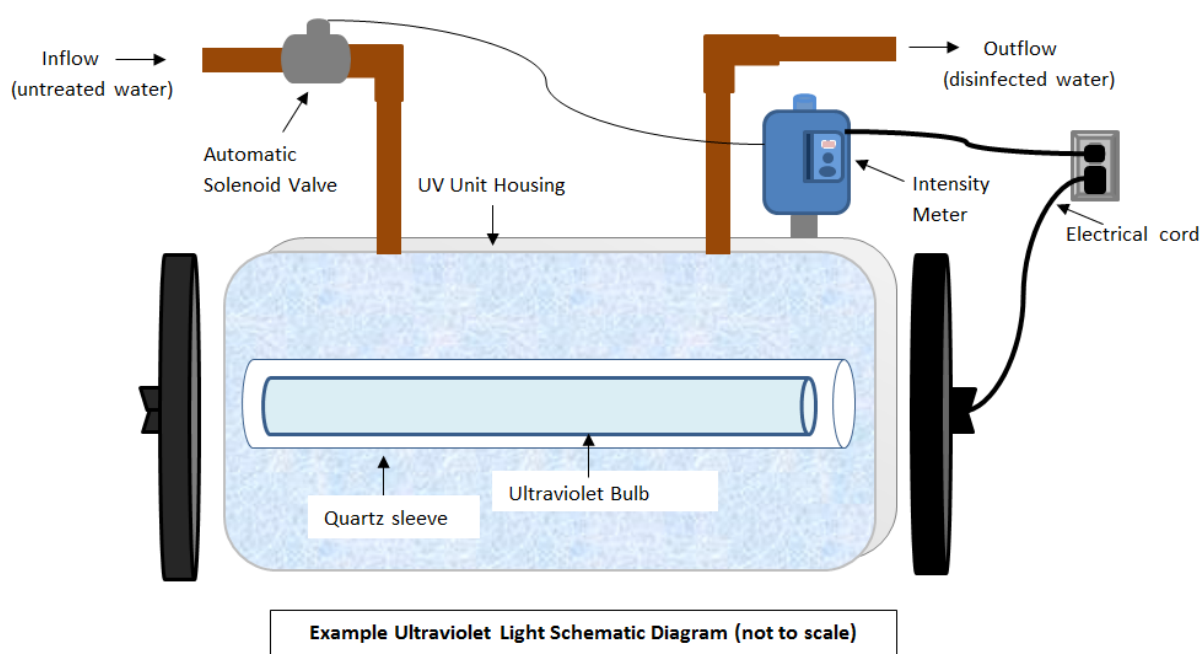 Inflow
(untreated water)
Outflow
(disinfected water)
Automatic
Solenoid Valve
UV Unit Housing
Intensity
Meter
Electrical cord
Ultraviolet Bulb
Quartz sleeve
Example Ultraviolet Light Schematic Diagram (not to scale)